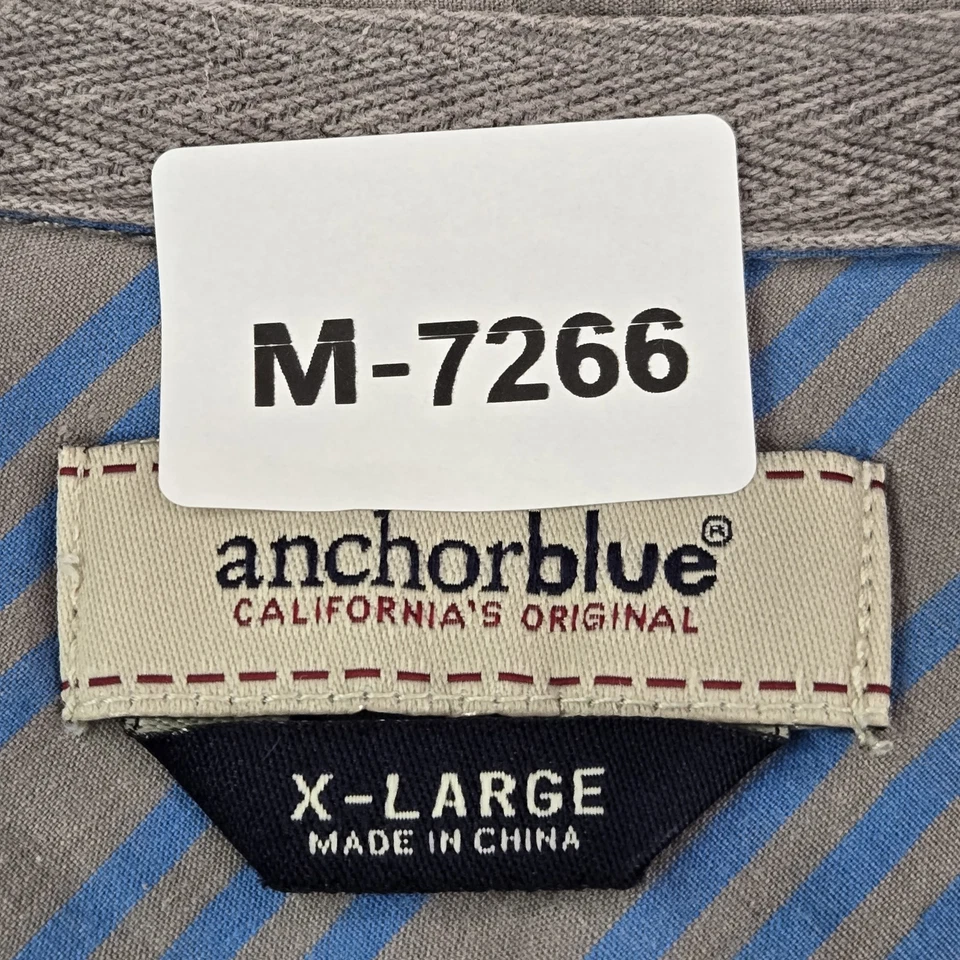 M-7266
anchorblue®
CALIFORNIA'S ORIGINAL
X-LARGE
MADE IN CHINA